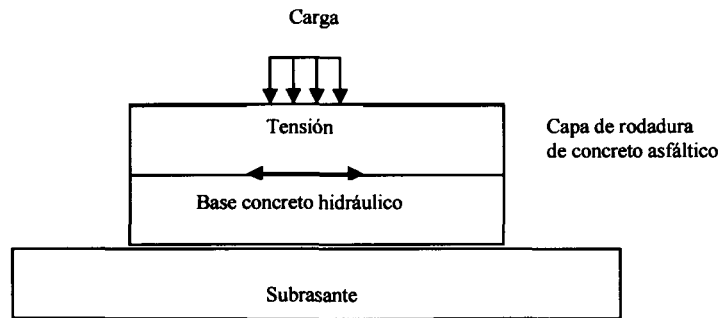 Carga
Tensión
Capa de rodadura
de concreto asfáltico
Base concreto hidráulico
Subrasante